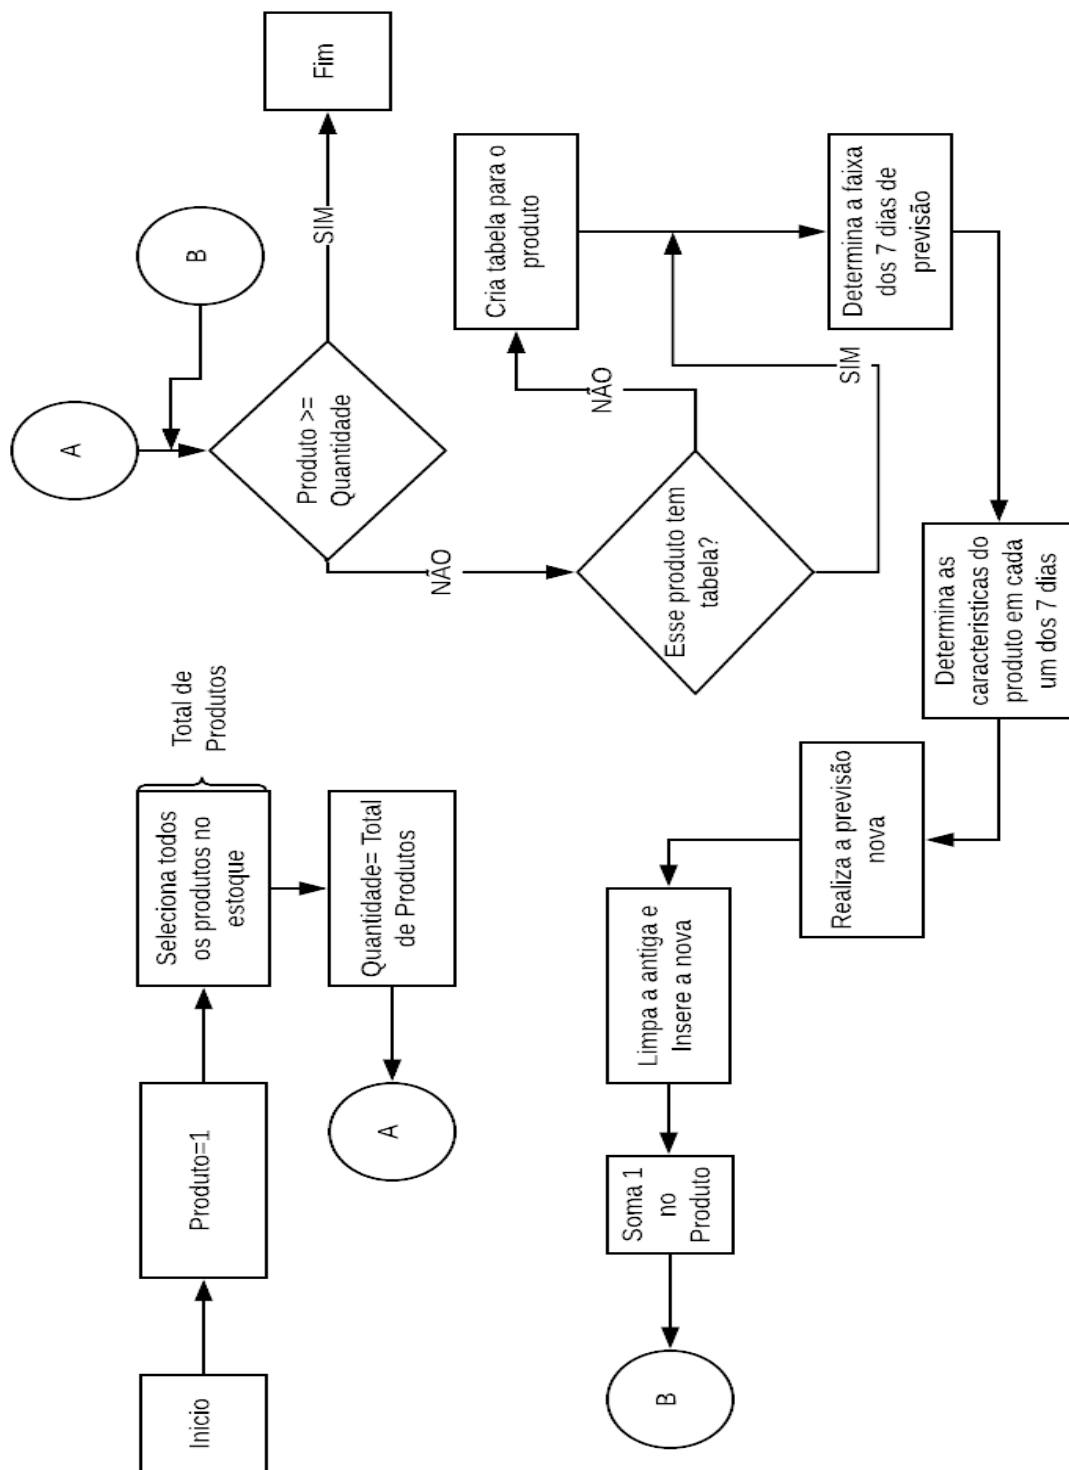 Inicio
Produto=1
Seleciona todos
os produtos no
estoque
Total de
Produtos
Quantidade= Total
de Produtos
A
A
B
Produto >=
Quantidade
SIM
Fim
NÃO
Esse produto tem
tabela?
NÃO
Cria tabela para o
produto
SIM
Determina a faixa
dos 7 dias de
previsão
Determina as
caracteristicas do
produto em cada
um dos 7 dias
Realiza a previsão
nova
Limpa a antiga e
Insere a nova
Soma 1
no
Produto
B